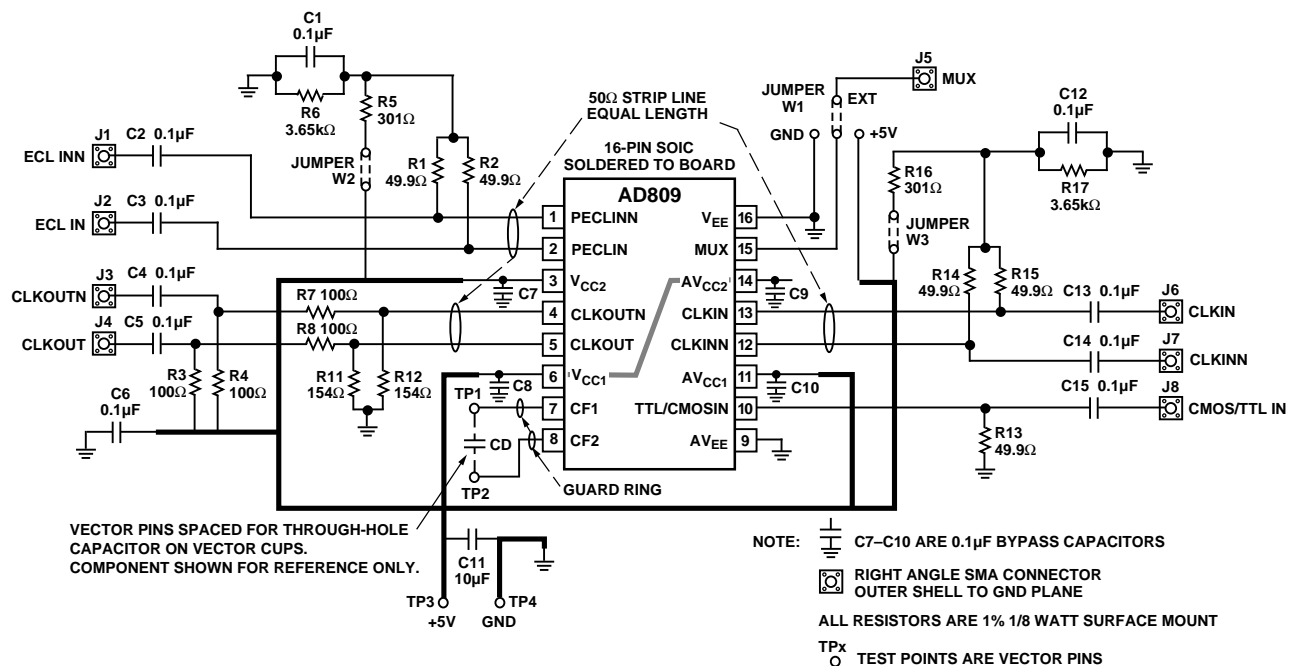 C1
0.1µF
R6
3.65kΩ
R5
301Ω
J1
C2 0.1µF
ECL INN
JUMPER
W2
R1
49.9Ω
R2
49.9Ω
J2
C3 0.1µF
ECL IN
J3
C4 0.1µF
CLKOUTN
J4
C5 0.1µF
CLKOUT
R7 100Ω
R8 100Ω
R3
100Ω
R4
100Ω
R11
154Ω
R12
154Ω
C6
0.1µF
50Ω STRIP LINE
EQUAL LENGTH
16-PIN SOIC
SOLDERED TO BOARD
AD809
1 PECLINN
2 PECLIN
3 VCC2
4 CLKOUTN
5 CLKOUT
6 VCC1
7 CF1
8 CF2
VEE 16
MUX 15
AVCC2 14
CLKIN 13
CLKINN 12
AVCC1 11
TTL/CMOSIN 10
AVEE 9
C7
C8
C9
C10
TP1
CD
TP2
GUARD RING
JUMPER
W1
EXT
GND
+5V
J5
MUX
C12
0.1µF
R17
3.65kΩ
R16
301Ω
JUMPER
W3
R14
49.9Ω
R15
49.9Ω
C13 0.1µF
J6
CLKIN
C14 0.1µF
J7
CLKINN
C15 0.1µF
J8
CMOS/TTL IN
R13
49.9Ω
VECTOR PINS SPACED FOR THROUGH-HOLE
CAPACITOR ON VECTOR CUPS.
COMPONENT SHOWN FOR REFERENCE ONLY.
C11
10µF
TP3
+5V
TP4
GND
NOTE:
C7–C10 ARE 0.1µF BYPASS CAPACITORS
RIGHT ANGLE SMA CONNECTOR
OUTER SHELL TO GND PLANE
ALL RESISTORS ARE 1% 1/8 WATT SURFACE MOUNT
TPx
TEST POINTS ARE VECTOR PINS